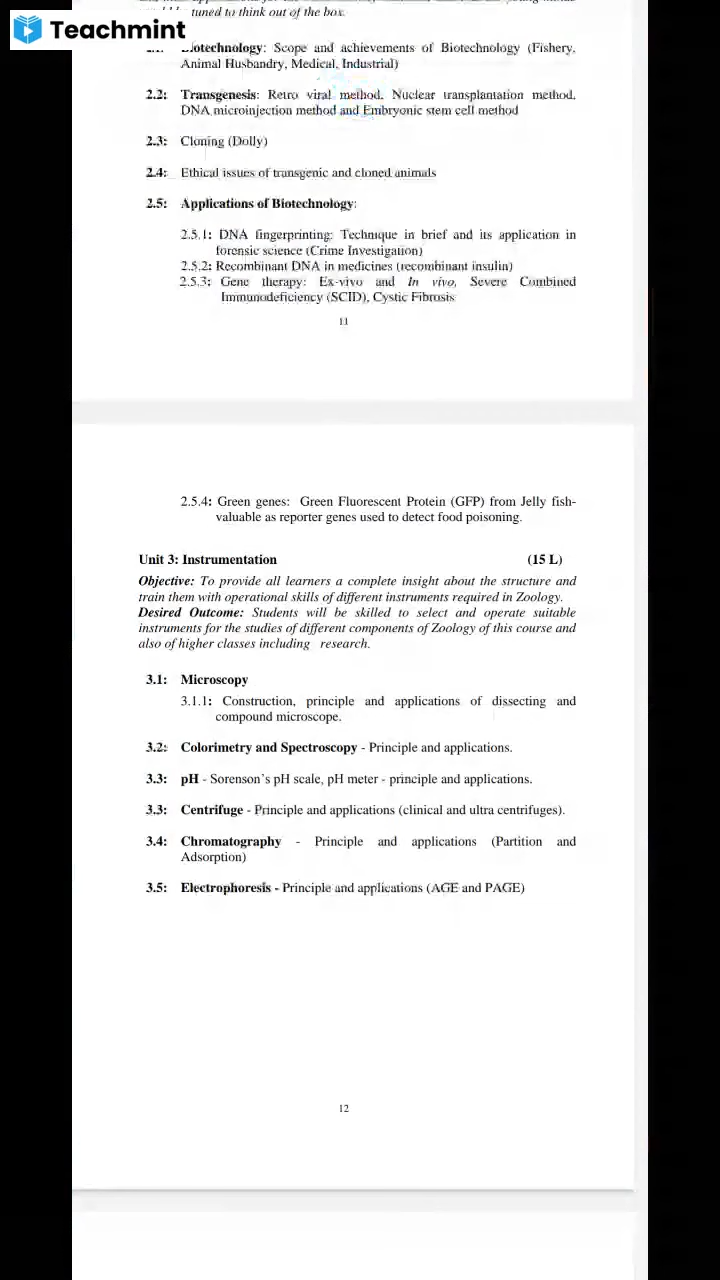 Teachmint
tuned to think out of the box.
Biotechnology: Scope and achievements of Biotechnology (Fishery,
Animal Husbandry, Medical, Industrial)
2.2: Transgenesis: Retro viral method, Nuclear transplantation method,
DNA microinjection method and Embryonic stem cell method
2.3: Cloning (Dolly)
2.4: Ethical issues of transgenic and cloned animals
2.5: Applications of Biotechnology:
2.5.1: DNA fingerprinting: Technique in brief and its application in
forensic science (Crime Investigation)
2.5.2: Recombinant DNA in medicines (recombinant insulin)
2.5.3: Gene therapy: Ex-vivo and In vivo, Severe Combined
Immunodeficiency (SCID), Cystic Fibrosis
11
2.5.4: Green genes: Green Fluorescent Protein (GFP) from Jelly fish-
valuable as reporter genes used to detect food poisoning.
Unit 3: Instrumentation (15 L)
Objective: To provide all learners a complete insight about the structure and
train them with operational skills of different instruments required in Zoology.
Desired Outcome: Students will be skilled to select and operate suitable
instruments for the studies of different components of Zoology of this course and
also of higher classes including research.
3.1: Microscopy
3.1.1: Construction, principle and applications of dissecting and
compound microscope.
3.2: Colorimetry and Spectroscopy - Principle and applications.
3.3: pH - Sorenson's pH scale, pH meter - principle and applications.
3.3: Centrifuge - Principle and applications (clinical and ultra centrifuges).
3.4: Chromatography - Principle and applications (Partition and
Adsorption)
3.5: Electrophoresis - Principle and applications (AGE and PAGE)
12